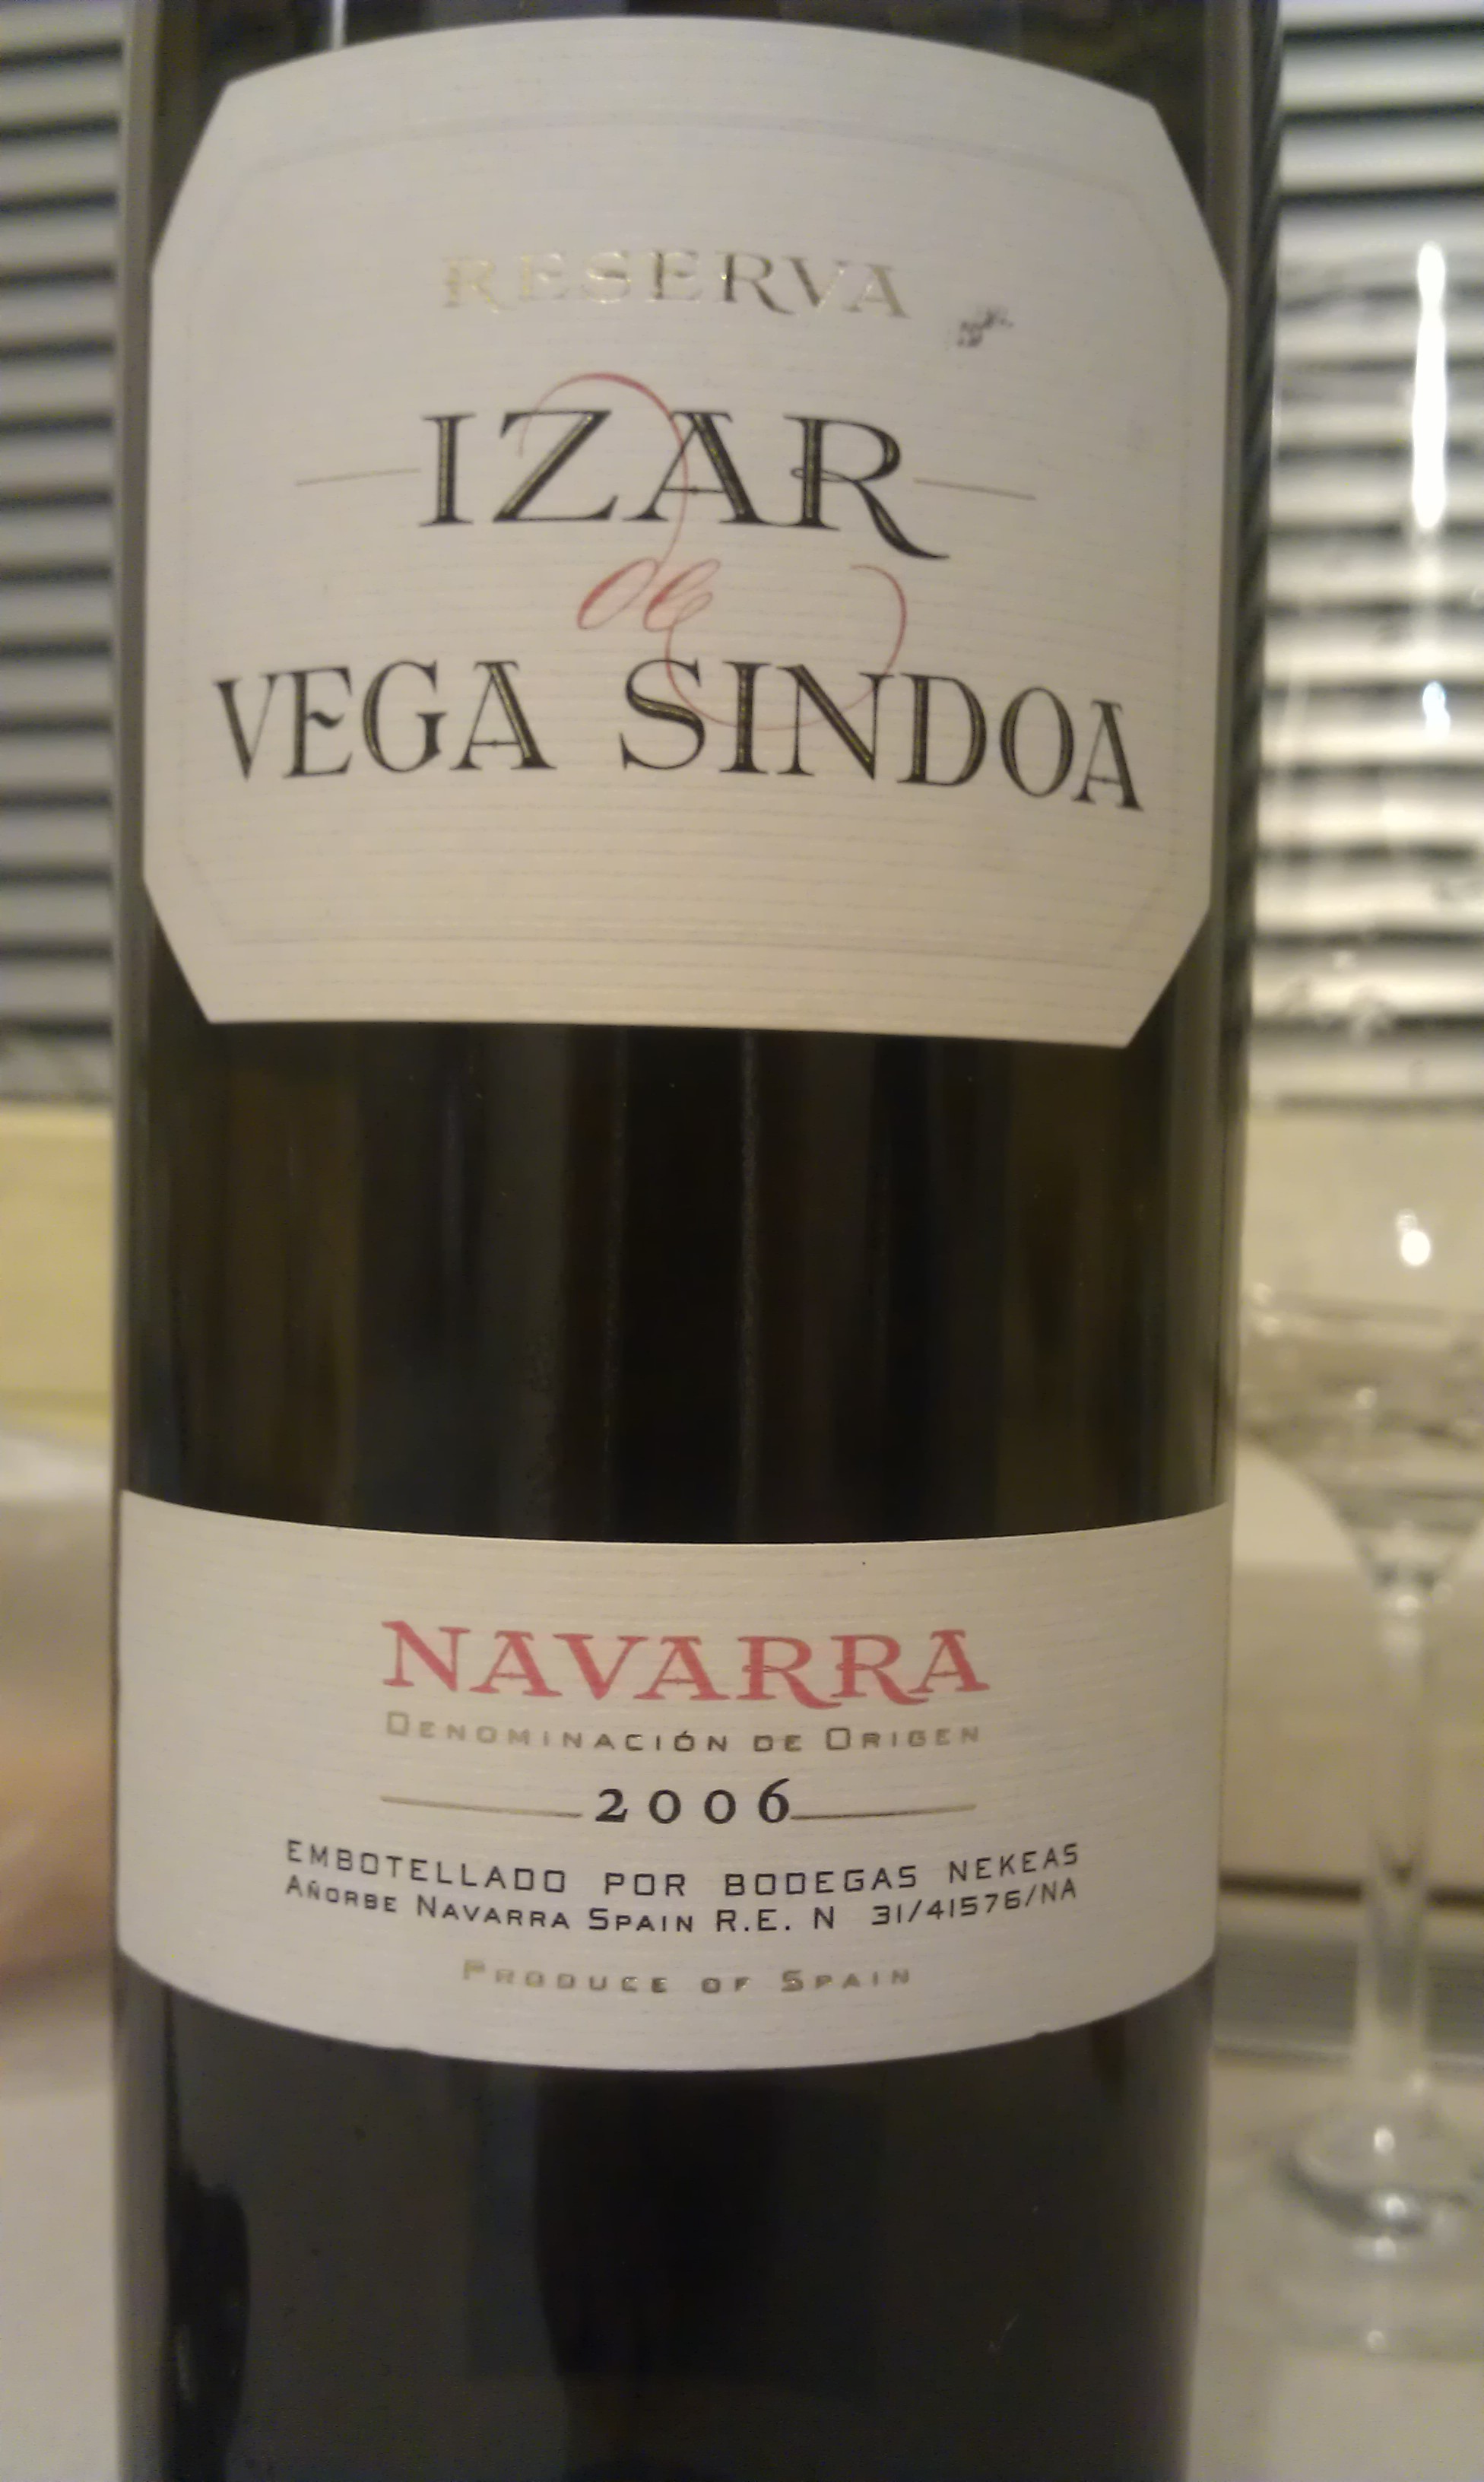 RESERVA
IZAR
de
VEGA SINDOA
NAVARRA
DENOMINACIÓN DE ORIGEN
2006
EMBOTELLADO POR BODEGAS NEKEAS
AÑORBE NAVARRA SPAIN R.E. N 31/41576/NA
PRODUCE OF SPAIN